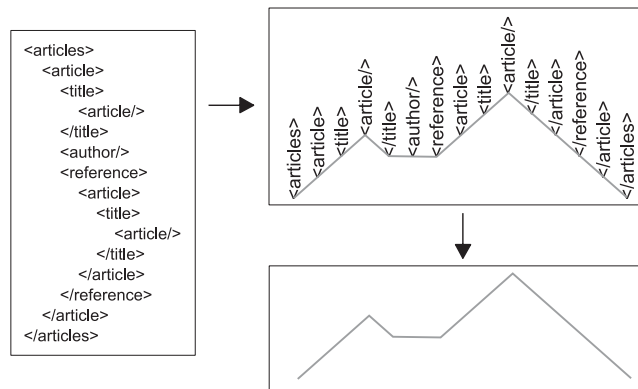 <articles>
<article>
<title>
<article/>
</title>
<author/>
<reference>
<article>
<title>
<article/>
</title>
</article>
</reference>
</article>
</articles>
<articles>
<article>
<title>
<article/>
</title>
<author/>
<reference>
<article>
<title>
<article/>
</title>
</article>
</reference>
</article>
</articles>